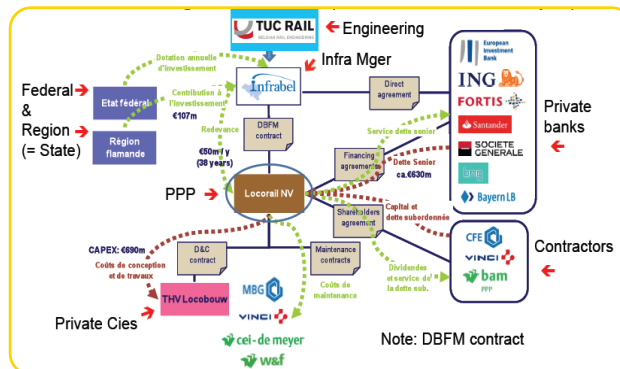 TUC RAIL
BELGIAN RAIL ENGINEERING
Engineering
Infra Mger
Dotation annuelle
d'investissement
Infrabel
Direct
agreement
European
Investment
Bank
ING
FORTIS
Santander
SOCIETE
GENERALE
BayernLB
Private
banks
Federal
&
Region
(= State)
Etat fédéral
Région
flamande
Contribution à
l'investissement
€107m
Redevance
DBFM
contract
€50m / y
(38 years)
Service dette senior
Financing
agreements
Dette Senior
ca.€630m
PPP
Locorail NV
Shareholders
agreement
Capital et
dette subordonnée
CFE
VINCI
bam
PPP
Contractors
CAPEX: €690m
D&C
contract
Maintenance
contracts
Coûts de conception
et de travaux
Coûts de
maintenance
Dividendes
et service de
la dette sub.
THV Locobouw
MBG
VINCI
cei-de meyer
w&f
Private Cies
Note: DBFM contract